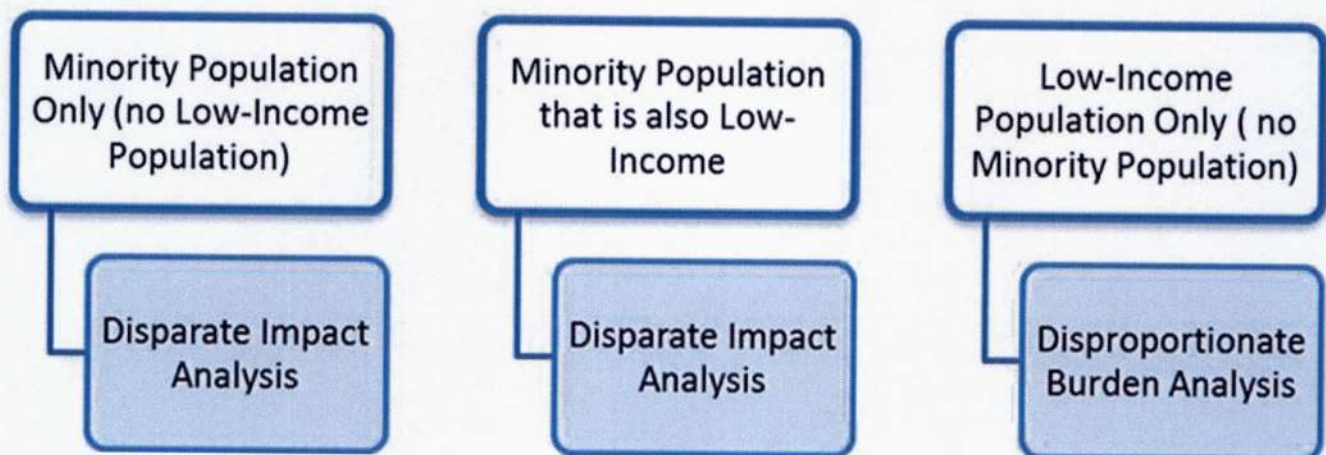 Minority Population
Only (no Low-Income
Population)
Disparate Impact
Analysis
Minority Population
that is also Low-
Income
Disparate Impact
Analysis
Low-Income
Population Only ( no
Minority Population)
Disproportionate
Burden Analysis